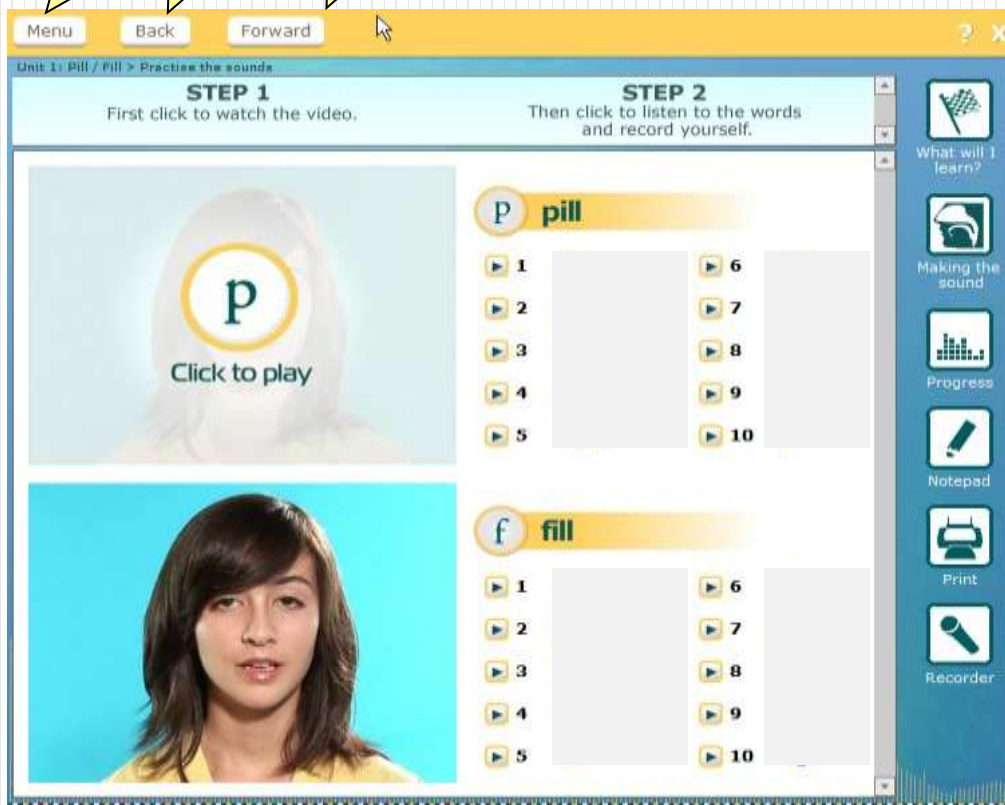 Menu Back Forward ? X
Unit 1: Pill / Fill > Practise the sounds
STEP 1
First click to watch the video.
STEP 2
Then click to listen to the words
and record yourself.
p
Click to play
p pill
1 6
2 7
3 8
4 9
5 10
f fill
1 6
2 7
3 8
4 9
5 10
What will I
learn?
Making the
sound
Progress
Notepad
Print
Recorder